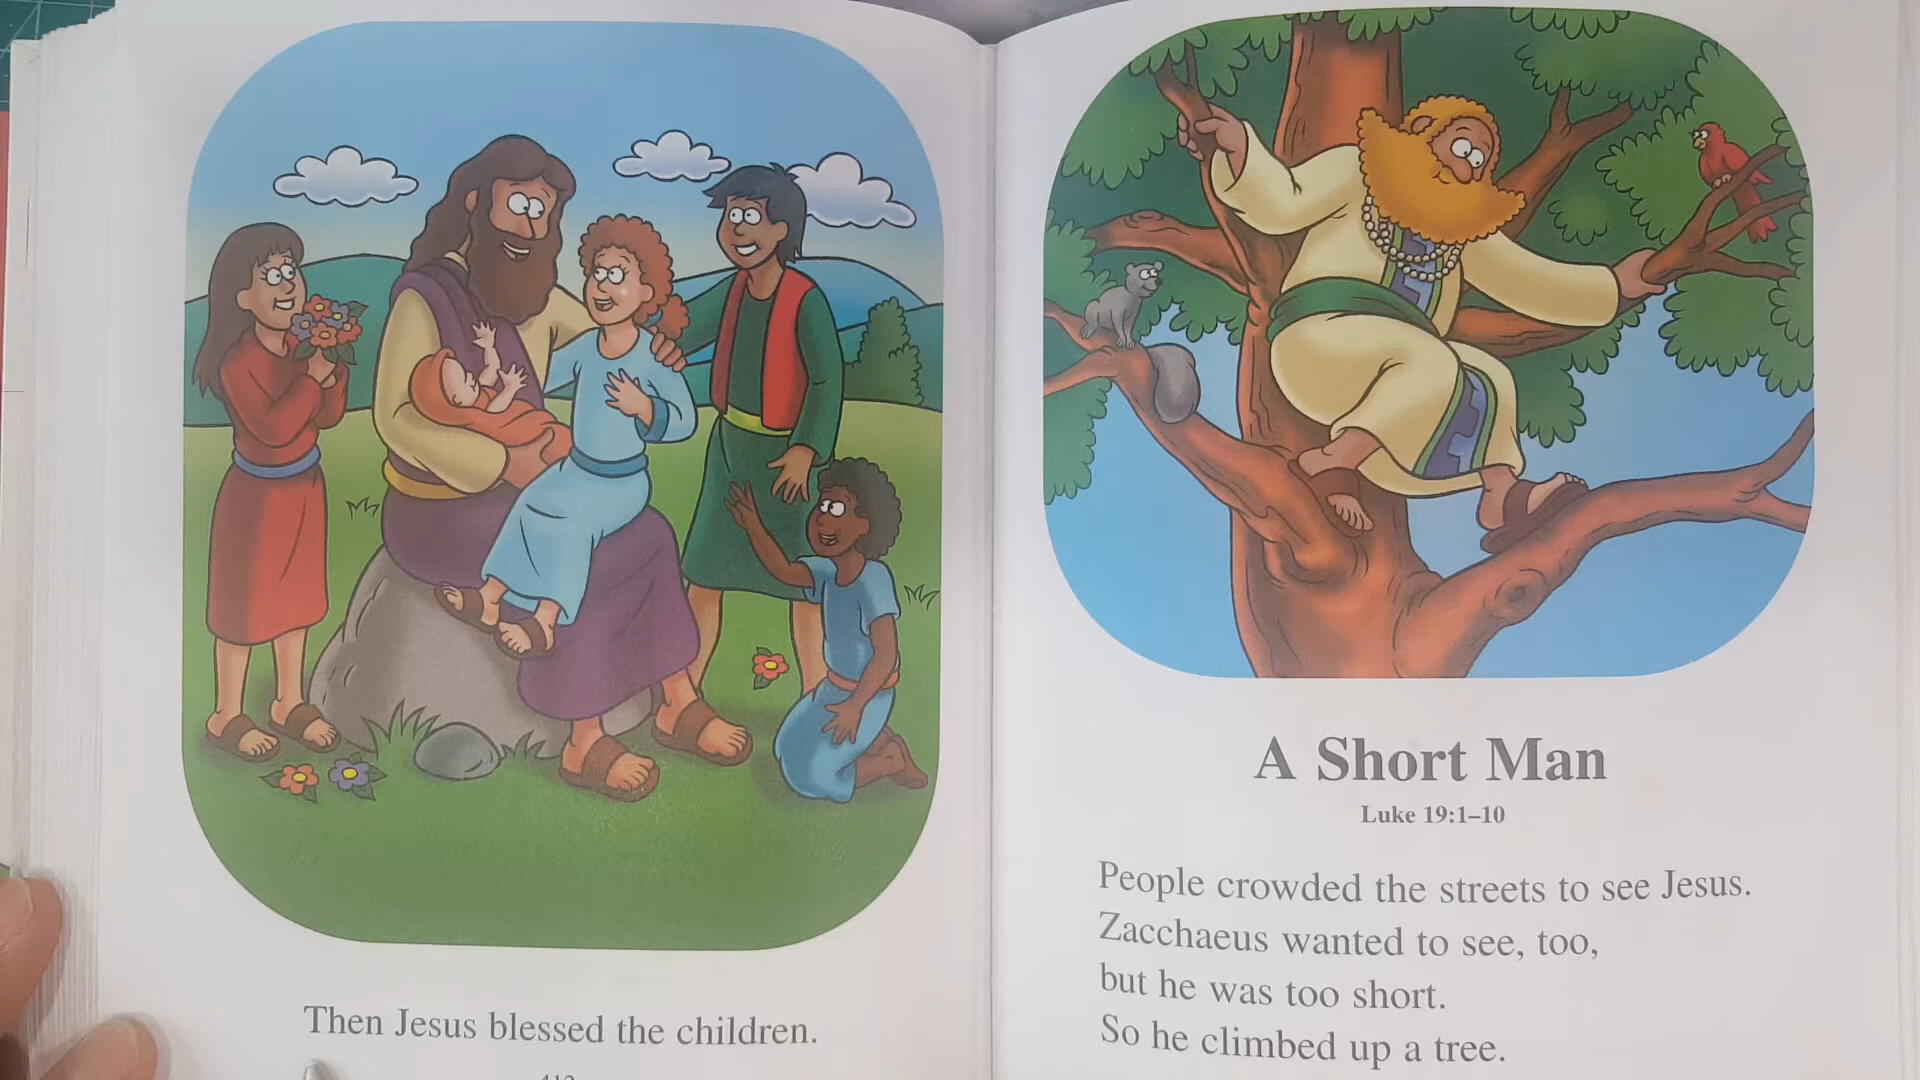 Then Jesus blessed the children.
A Short Man
Luke 19:1–10
People crowded the streets to see Jesus.
Zacchaeus wanted to see, too,
but he was too short.
So he climbed up a tree.